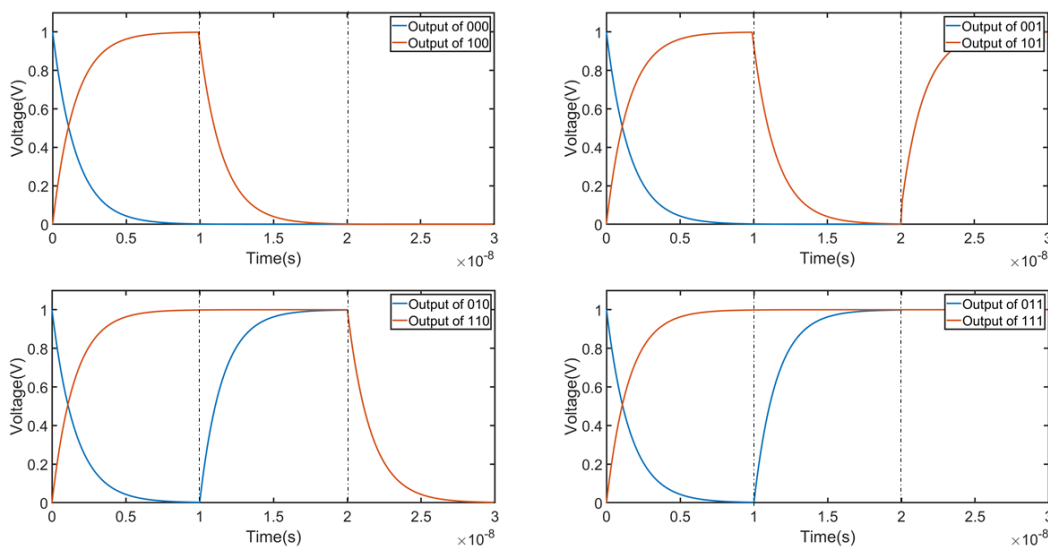 Output of 000
Output of 100
Voltage(V)
1
0.8
0.6
0.4
0.2
0
0 0.5 1 1.5 2 2.5 3
Time(s)
×10-8
Output of 001
Output of 101
Voltage(V)
1
0.8
0.6
0.4
0.2
0
0 0.5 1 1.5 2 2.5 3
Time(s)
×10-8
Output of 010
Output of 110
Voltage(V)
1
0.8
0.6
0.4
0.2
0
0 0.5 1 1.5 2 2.5 3
Time(s)
×10-8
Output of 011
Output of 111
Voltage(V)
1
0.8
0.6
0.4
0.2
0
0 0.5 1 1.5 2 2.5 3
Time(s)
×10-8